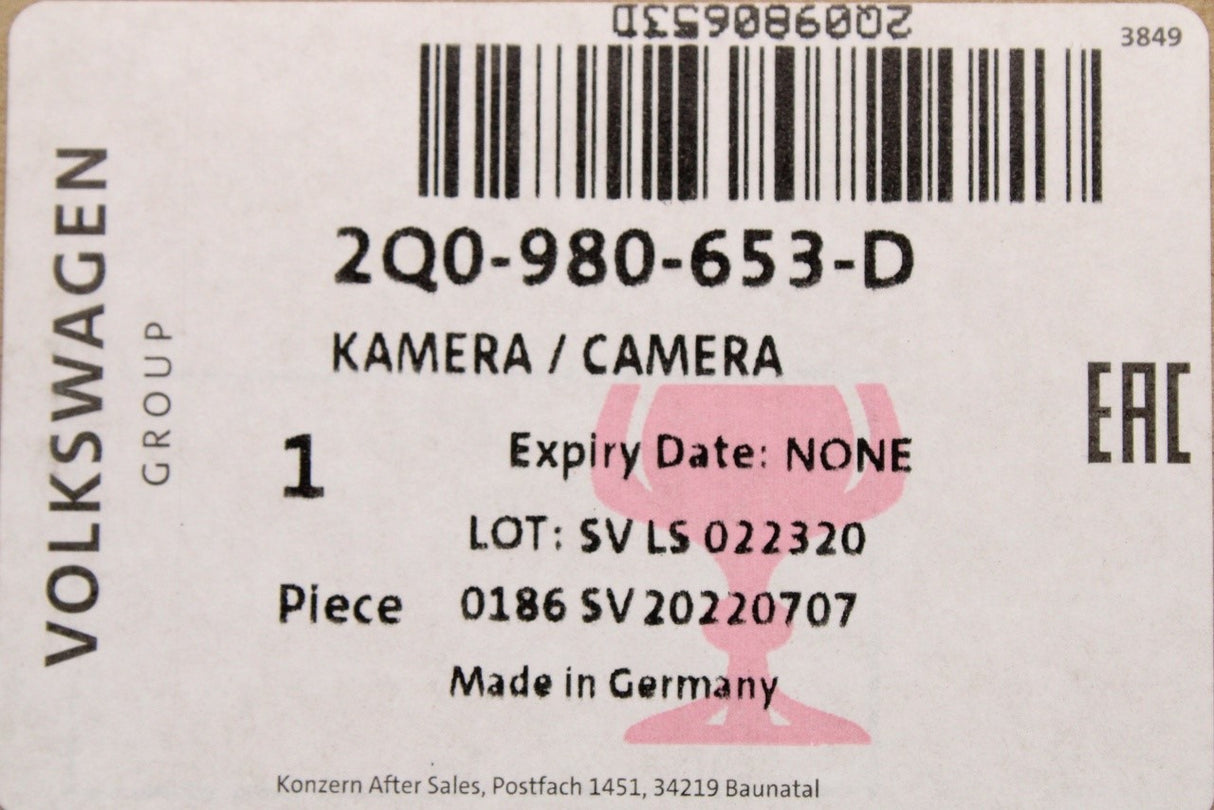 2Q0980653D
3849
2Q0-980-653-D
KAMERA / CAMERA
VOLKSWAGEN
GROUP
EAC
1
Expiry Date: NONE
LOT: SV LS 022320
Piece
0186 SV 20220707
Made in Germany
Konzern After Sales, Postfach 1451, 34219 Baunatal